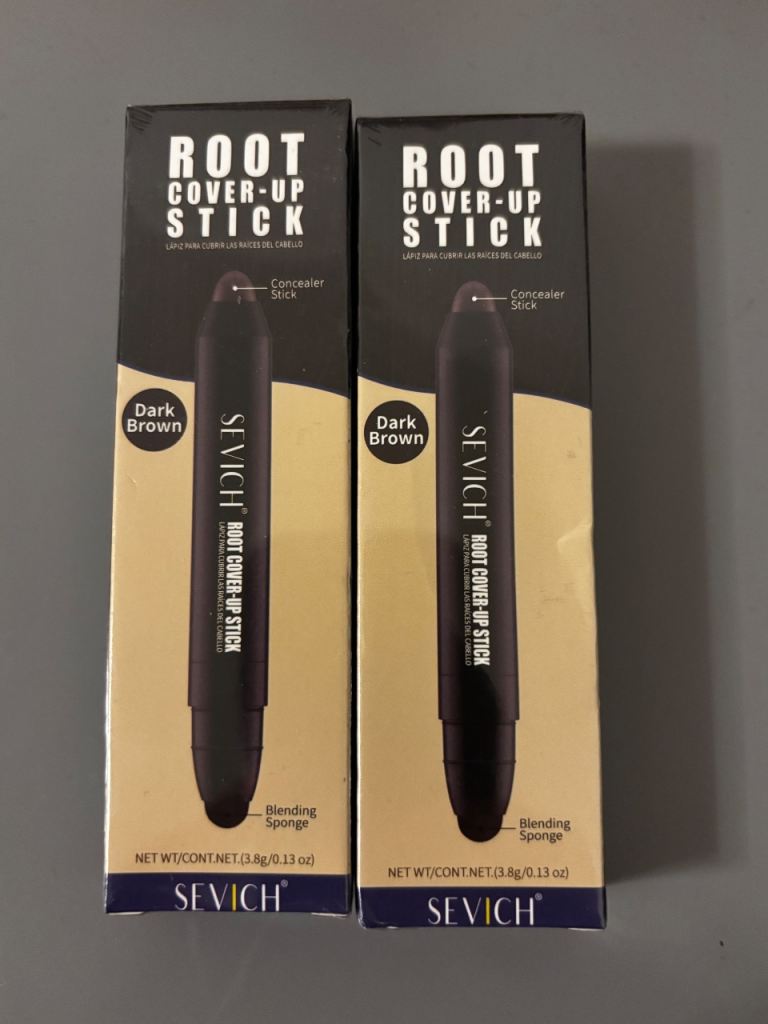 ROOT
COVER-UP
STICK
LÁPIZ PARA CUBRIR LAS RAÍCES DEL CABELLO
Concealer
Stick
Dark
Brown
SEVICH®
ROOT COVER-UP STICK
LÁPIZ PARA CUBRIR LAS RAÍCES DEL CABELLO
Blending
Sponge
NET WT/CONT.NET.(3.8g/0.13 oz)
SEVICH®
ROOT
COVER-UP
STICK
LÁPIZ PARA CUBRIR LAS RAÍCES DEL CABELLO
Concealer
Stick
Dark
Brown
SEVICH®
ROOT COVER-UP STICK
LÁPIZ PARA CUBRIR LAS RAÍCES DEL CABELLO
Blending
Sponge
NET WT/CONT.NET.(3.8g/0.13 oz)
SEVICH®